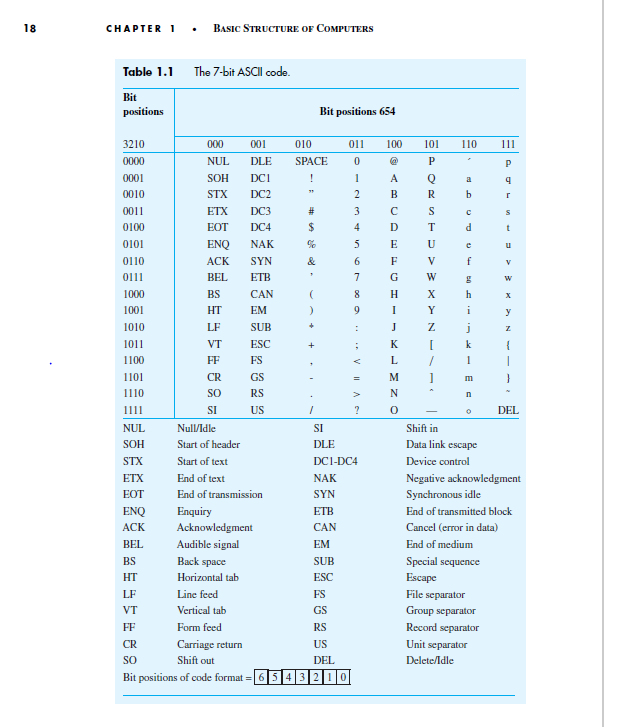 18 CHAPTER 1 • BASIC STRUCTURE OF COMPUTERS
Table 1.1 The 7-bit ASCII code.
Bit
positions Bit positions 654
3210 000 001 010 011 100 101 110 111
0000 NUL DLE SPACE 0 @ P ´ p
0001 SOH DC1 ! 1 A Q a q
0010 STX DC2 ” 2 B R b r
0011 ETX DC3 # 3 C S c s
0100 EOT DC4 $ 4 D T d t
0101 ENQ NAK % 5 E U e u
0110 ACK SYN & 6 F V f v
0111 BEL ETB ’ 7 G W g w
1000 BS CAN ( 8 H X h x
1001 HT EM ) 9 I Y i y
1010 LF SUB * : J Z j z
1011 VT ESC + ; K [ k {
1100 FF FS , < L / l |
1101 CR GS - = M ] m }
1110 SO RS . > N ˆ n ˜
1111 SI US / ? O — o DEL
NUL Null/Idle SI Shift in
SOH Start of header DLE Data link escape
STX Start of text DC1-DC4 Device control
ETX End of text NAK Negative acknowledgment
EOT End of transmission SYN Synchronous idle
ENQ Enquiry ETB End of transmitted block
ACK Acknowledgment CAN Cancel (error in data)
BEL Audible signal EM End of medium
BS Back space SUB Special sequence
HT Horizontal tab ESC Escape
LF Line feed FS File separator
VT Vertical tab GS Group separator
FF Form feed RS Record separator
CR Carriage return US Unit separator
SO Shift out DEL Delete/Idle
Bit positions of code format = 6 5 4 3 2 1 0